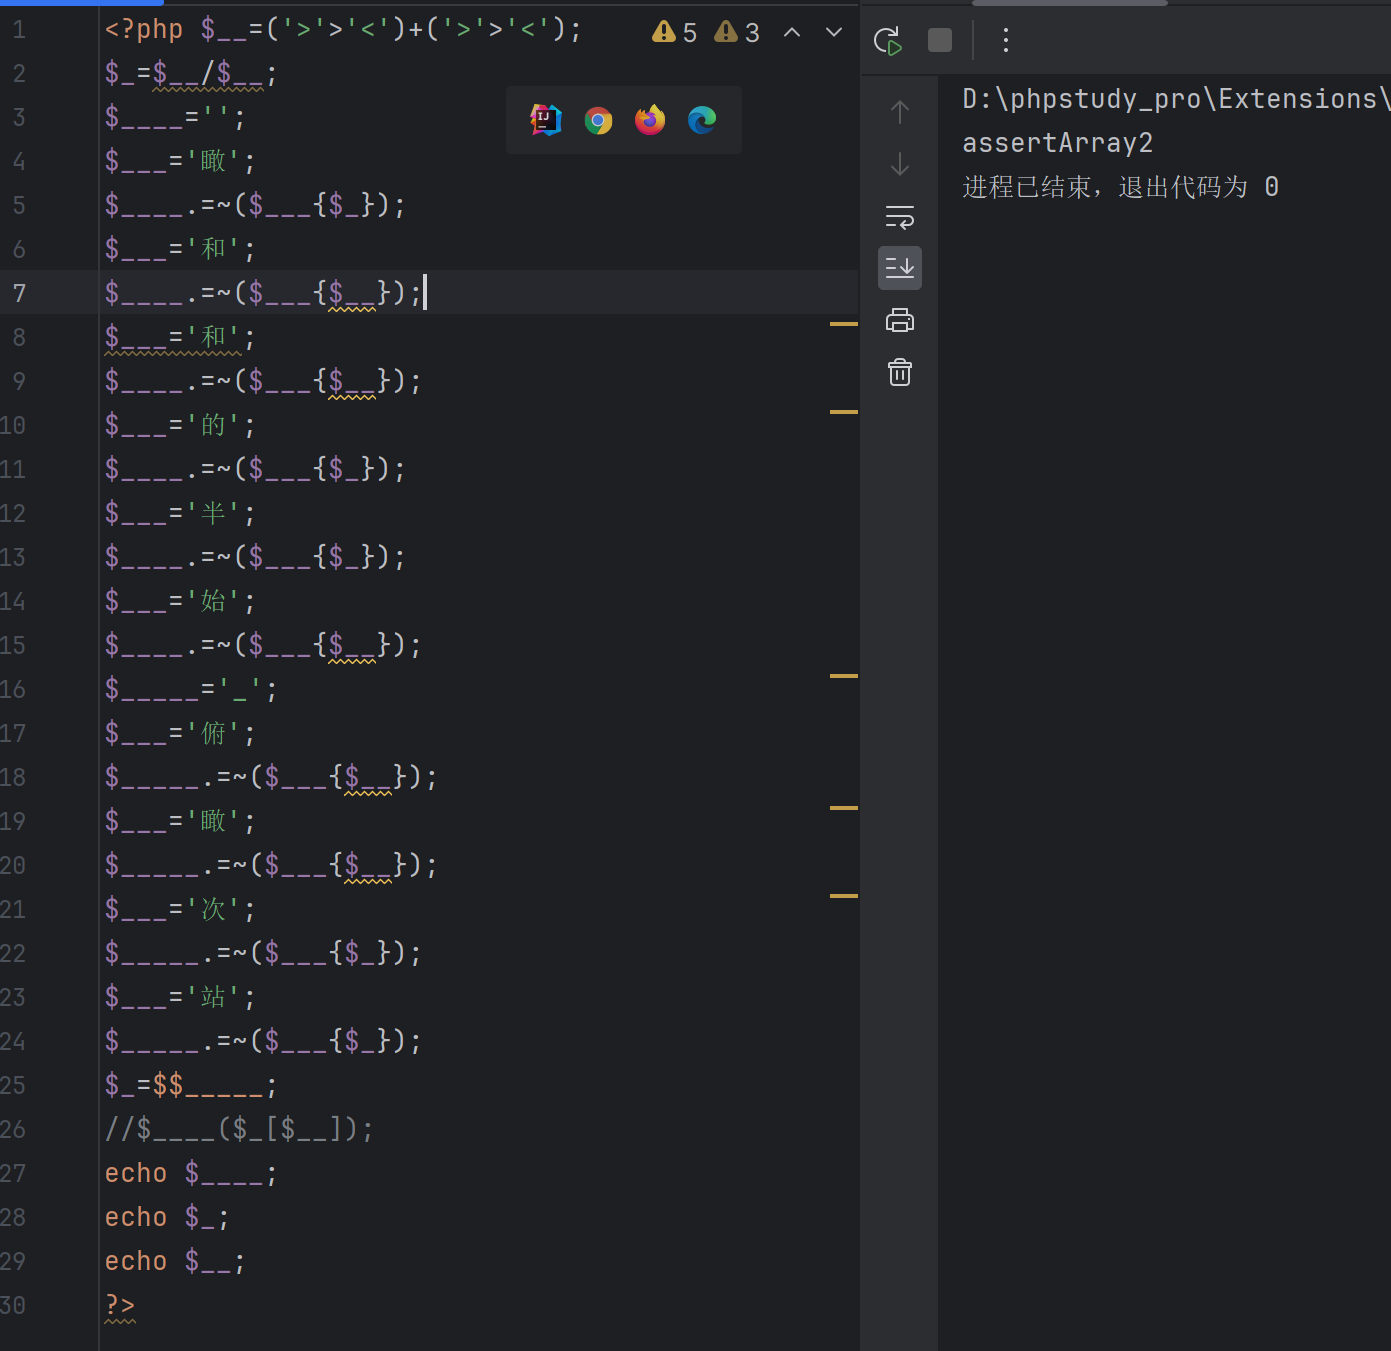 1 <?php $__=('>'>'<')+('>'>'<'); 5 3
2 $_=$__/$__;
3 $____='';
4 $___='瞰';
5 $____.=~($___{$_});
6 $___='和';
7 $____.=~($___{$__});
8 $___='和';
9 $____.=~($___{$__});
10 $___='的';
11 $____.=~($___{$_});
12 $___='半';
13 $____.=~($___{$_});
14 $___='始';
15 $____.=~($___{$__});
16 $_____='_';
17 $___='俯';
18 $_____.=~($___{$__});
19 $___='瞰';
20 $_____.=~($___{$__});
21 $___='次';
22 $_____.=~($___{$_});
23 $___='站';
24 $_____.=~($___{$_});
25 $_=$$_____;
26 //$____($_[$__]);
27 echo $____;
28 echo $_;
29 echo $__;
30 ?>
D:\phpstudy_pro\Extensions\
assertArray2
进程已结束，退出代码为 0